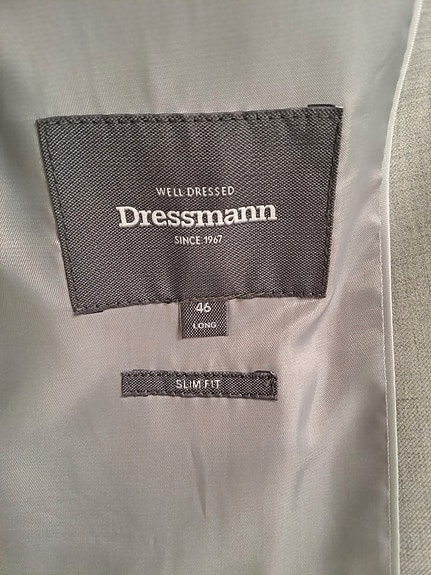 WELL DRESSED
Dressmann
SINCE 1967
46
LONG
SLIM FIT